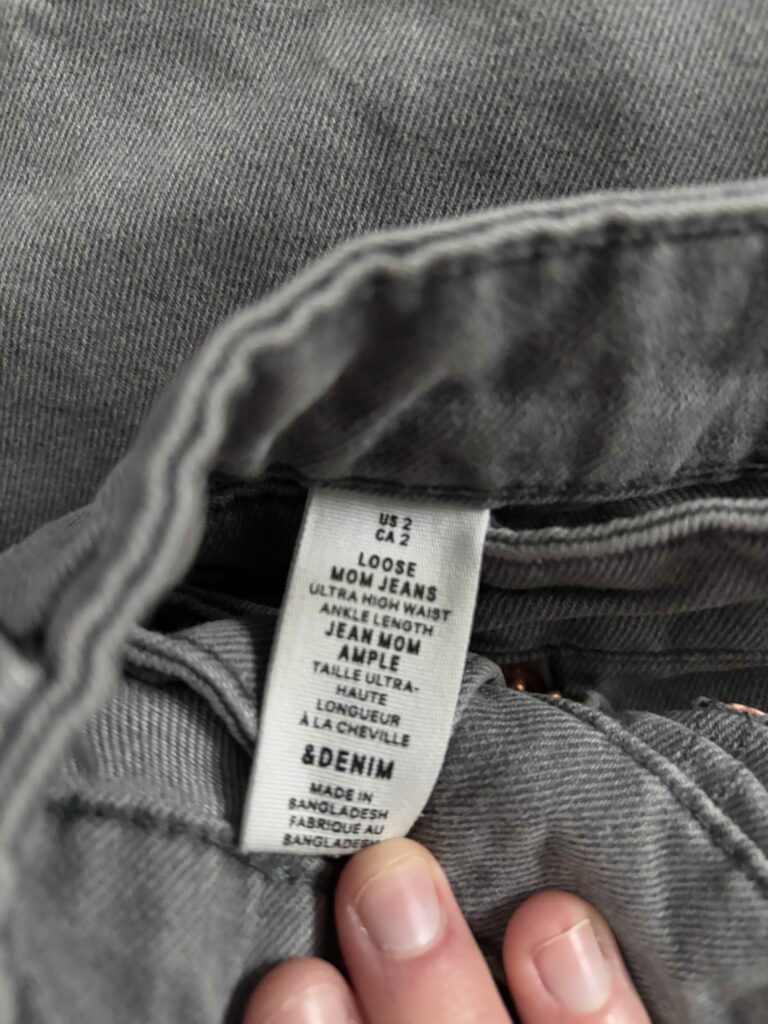 US 2
CA 2
LOOSE
MOM JEANS
ULTRA HIGH WAIST
ANKLE LENGTH
JEAN MOM
AMPLE
TAILLE ULTRA-
HAUTE
LONGUEUR
À LA CHEVILLE
&DENIM
MADE IN
BANGLADESH
FABRIQUÉ AU
BANGLADESH